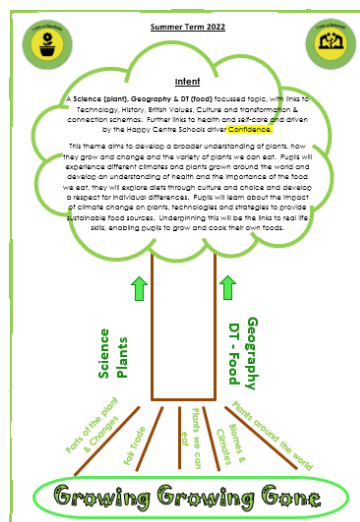 Summer Term 2022
I am a Gardener
Intent
A Science (plant), Geography & DT (food) focussed topic, with links to
Technology, History, British Values, Culture and transformation &
connection schemas.  Further links to health and self-care and driven
by the Happy Centre Schools driver Confidence.
This theme aims to develop a broader understanding of plants, how
they grow and change and the variety of plants we can eat.  Pupils will
experience different climates and plants grown around the world and
develop an understanding of health and the importance of the food
we eat, they will explore diets through culture and choice and develop
a respect for individual differences.  Pupils will learn about the impact
of climate change on plants, technologies and strategies to provide
sustainable food sources.  Underpinning this will be the links to real life
skills, enabling pupils to grow and cook their own foods.
Science
Plants
Geography
DT - Food
Parts of the plant
& Changes
Fair Trade
Plants we can
eat
Biomes &
Climates
Plants around the world
Growing Growing Gone